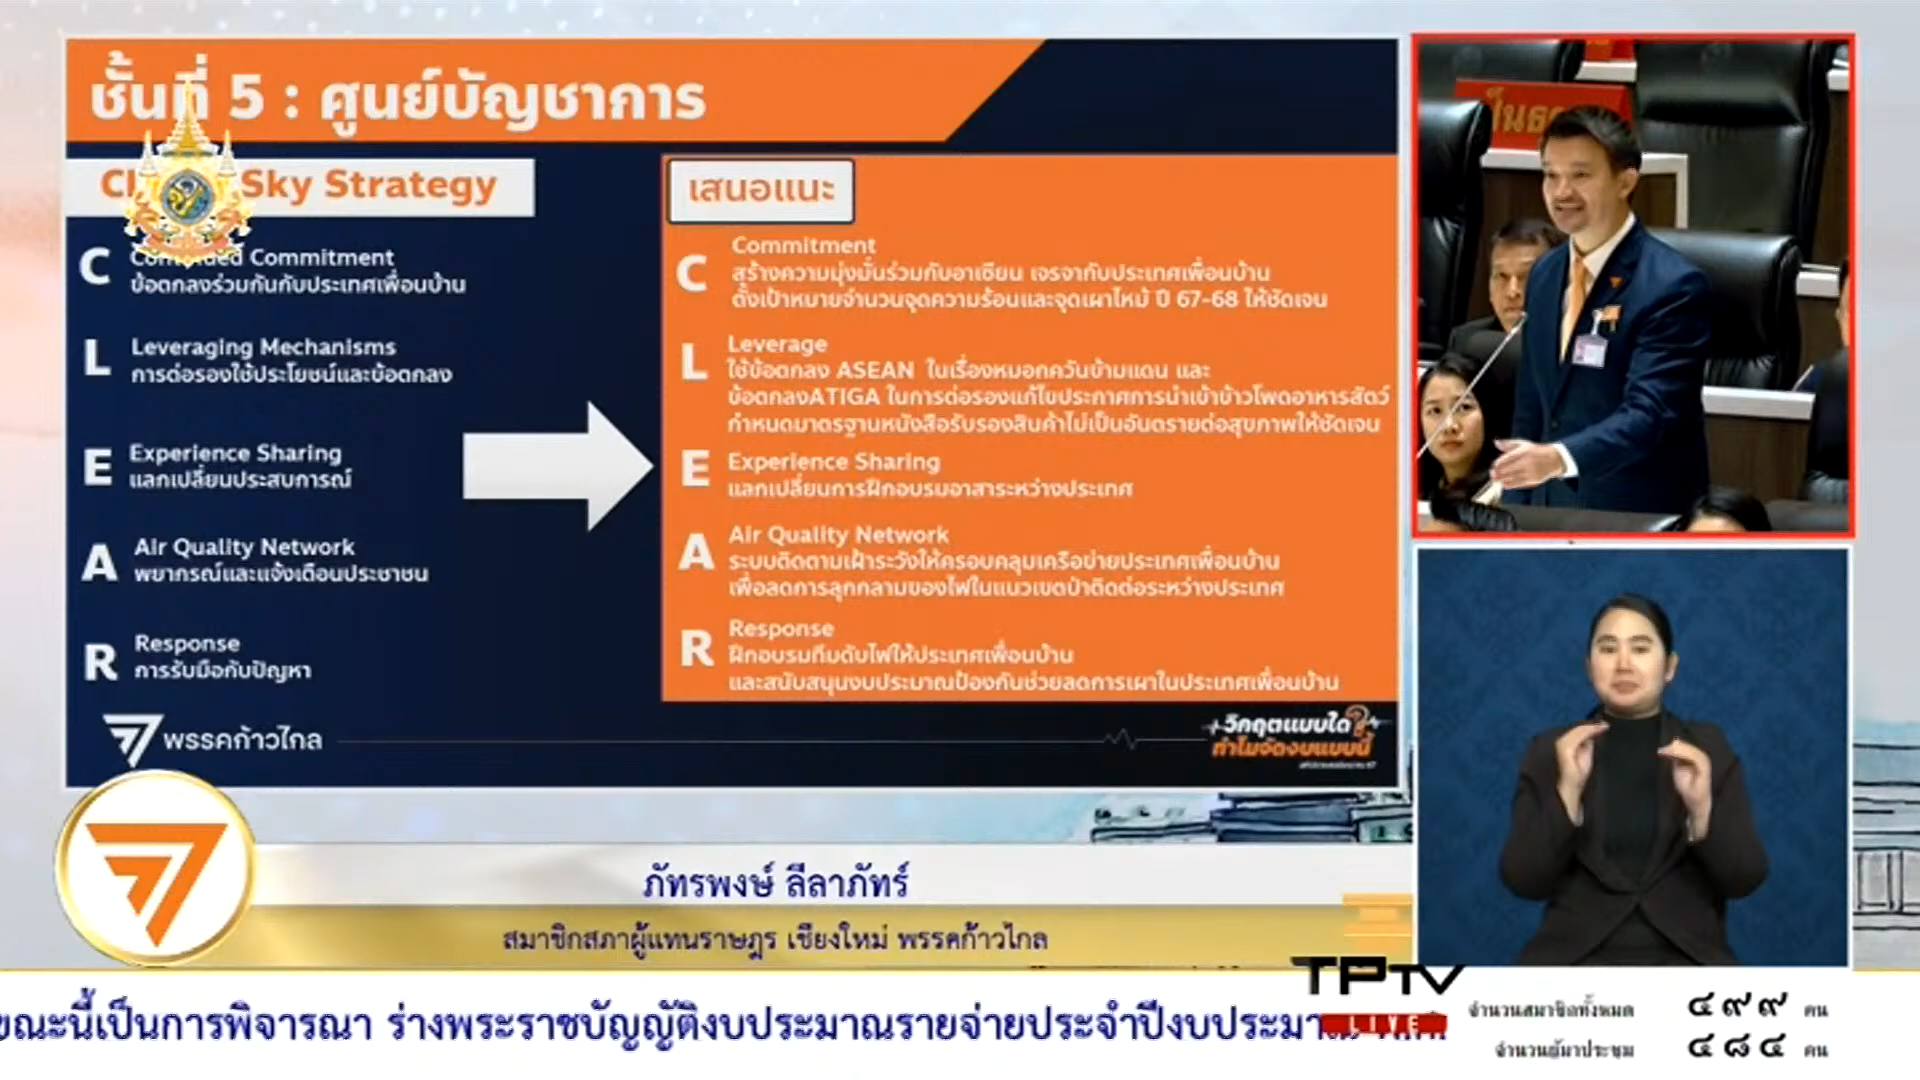 ชั้นที่ 5 : ศูนย์บัญชาการ
Sky Strategy
C
Commitment
ข้อตกลงร่วมกันกับประเทศเพื่อนบ้าน
L
Leveraging Mechanisms
การต่อรองใช้ประโยชน์และข้อตกลง
E
Experience Sharing
แลกเปลี่ยนประสบการณ์
A
Air Quality Network
พยากรณ์และแจ้งเตือนประชาชน
R
Response
การรับมือกับปัญหา
เสนอแนะ
C
Commitment
สร้างความมุ่งมั่นร่วมกับอาเซียน เจรจากับประเทศเพื่อนบ้าน
ตั้งเป้าหมายจำนวนจุดความร้อนและจุดเผาไหม้ ปี 67-68 ให้ชัดเจน
L
Leverage
ใช้ข้อตกลง ASEAN ในเรื่องหมอกควันข้ามแดน และ
ข้อตกลงATIGA ในการต่อรองแก้ไขประกาศการนำเข้าข้าวโพดอาหารสัตว์
กำหนดมาตรฐานหนังสือรับรองสินค้าไม่เป็นอันตรายต่อสุขภาพให้ชัดเจน
E
Experience Sharing
แลกเปลี่ยนการฝึกอบรมอาสาระหว่างประเทศ
A
Air Quality Network
ระบบติดตามเฝ้าระวังให้ครอบคลุมเครือข่ายประเทศเพื่อนบ้าน
เพื่อลดการลุกลามของไฟในแนวเขตป่าติดต่อระหว่างประเทศ
R
Response
ฝึกอบรมทีมดับไฟให้ประเทศเพื่อนบ้าน
และสนับสนุนงบประมาณป้องกันช่วยลดการเผาในประเทศเพื่อนบ้าน
พรรคก้าวไกล
วิกฤตแบบใด?
ทำไมจัดงบแบบนี้
ภัทรพงษ์ ลีลาภัทร์
สมาชิกสภาผู้แทนราษฎร เชียงใหม่ พรรคก้าวไกล
ขณะนี้เป็นการพิจารณา ร่างพระราชบัญญัติงบประมาณรายจ่ายประจำปีงบประมาณ
TPTV
LIVE
จำนวนสมาชิกทั้งหมด ๔๙๙ คน
จำนวนผู้มาประชุม ๔๘๔ คน